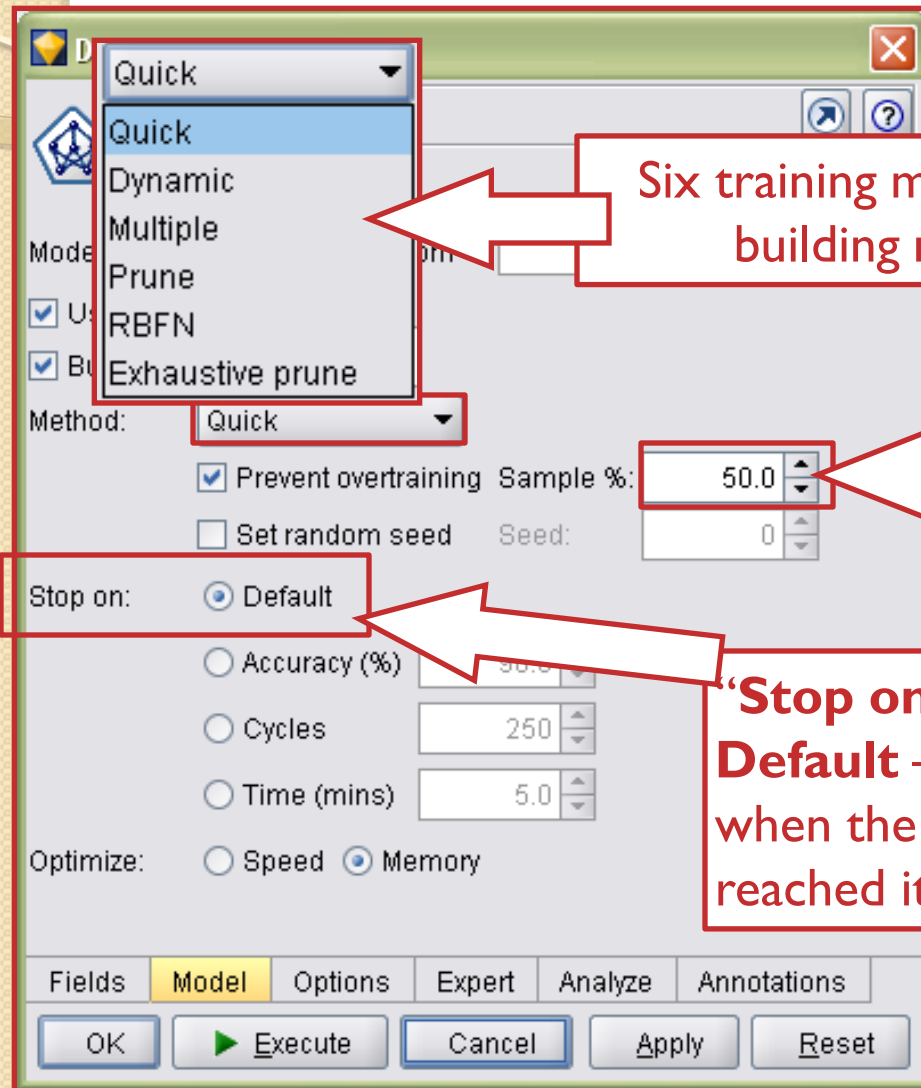 Quick
Quick
Dynamic
Multiple
Prune
RBFN
Exhaustive prune
Six training
building
Method: Quick
Prevent overtraining Sample %: 50.0
Set random seed Seed: 0
Stop on: Default
Accuracy (%)
Cycles 250
Time (mins) 5.0
Optimize: Speed Memory
“Stop on
Default –
when the
reached
Fields Model Options Expert Analyze Annotations
OK Execute Cancel Apply Reset